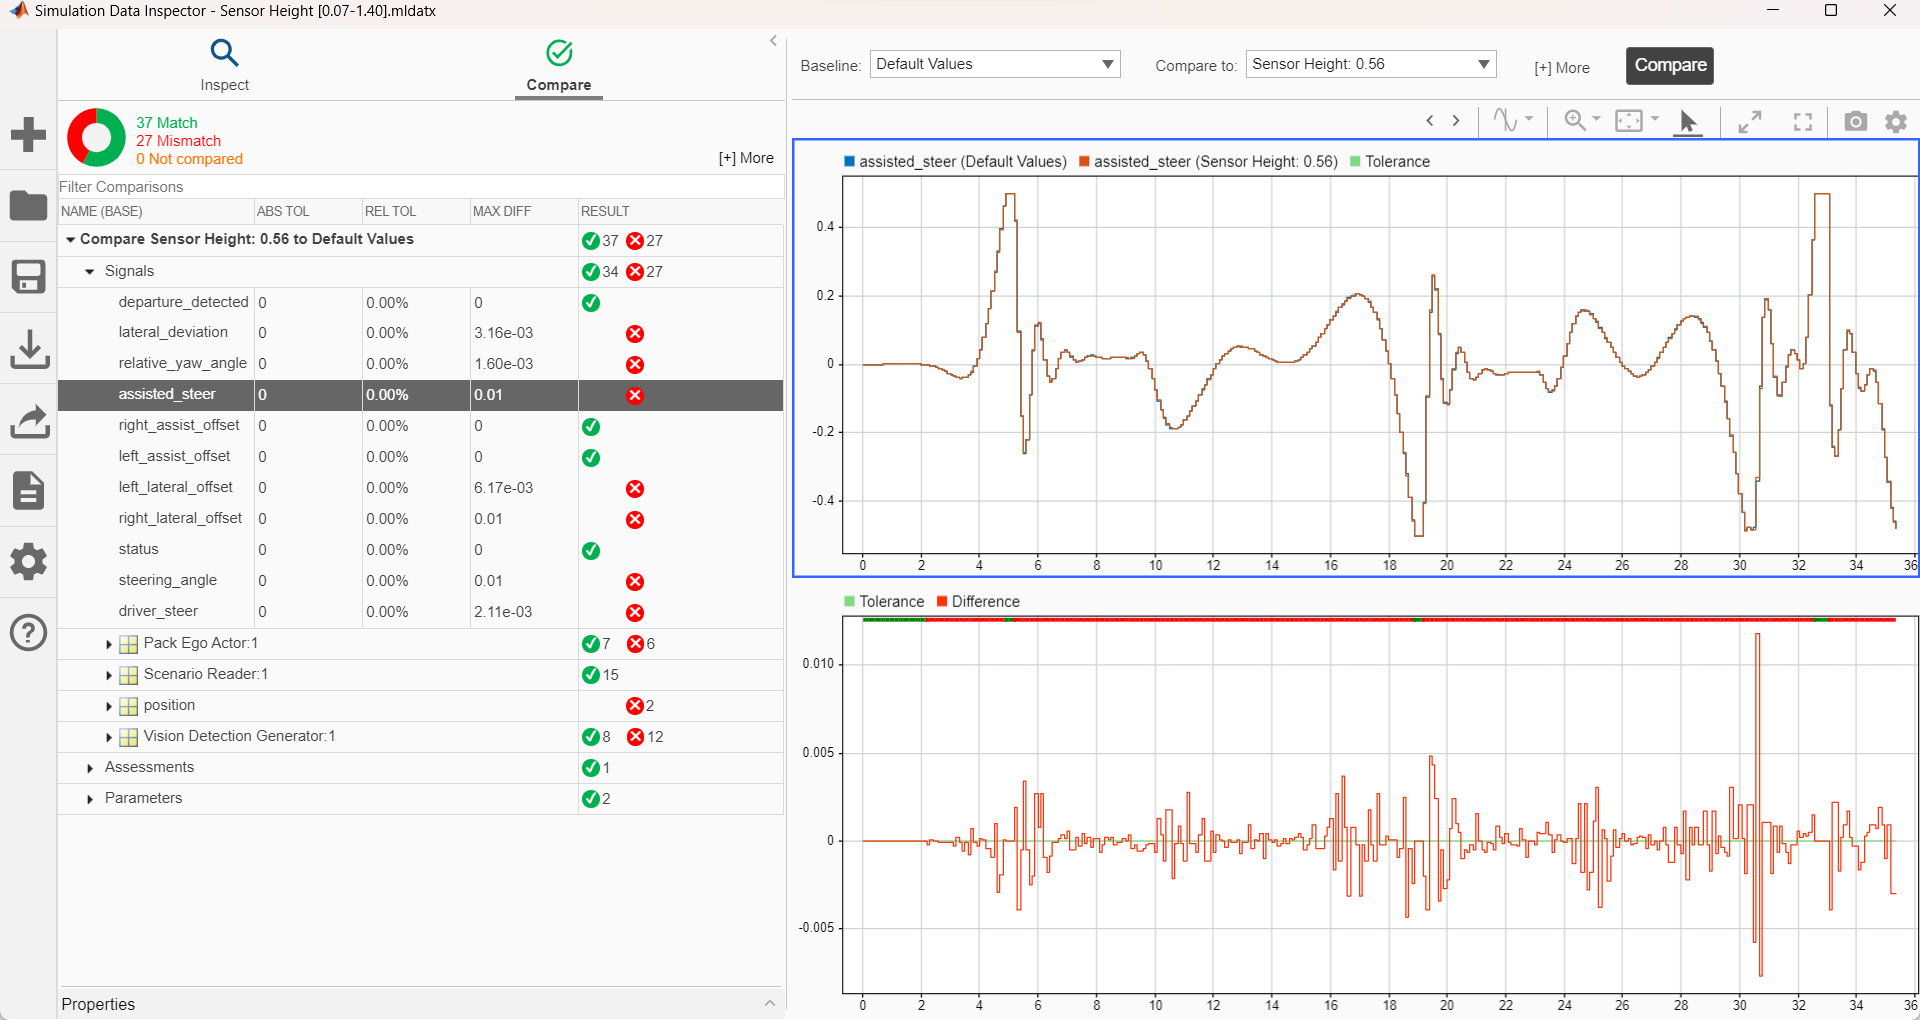 Simulation Data Inspector - Sensor Height [0.07-1.40].mldatx
Inspect
Compare
37 Match
27 Mismatch
0 Not compared
[+] More
Filter Comparisons
NAME (BASE) ABS TOL REL TOL MAX DIFF RESULT
Compare Sensor Height: 0.56 to Default Values 37 27
Signals 34 27
departure_detected 0 0.00% 0
lateral_deviation 0 0.00% 3.16e-03
relative_yaw_angle 0 0.00% 1.60e-03
assisted_steer 0 0.00% 0.01
right_assist_offset 0 0.00% 0
left_assist_offset 0 0.00% 0
left_lateral_offset 0 0.00% 6.17e-03
right_lateral_offset 0 0.00% 0.01
status 0 0.00% 0
steering_angle 0 0.00% 0.01
driver_steer 0 0.00% 2.11e-03
Pack Ego Actor:1 7 6
Scenario Reader:1 15
position 2
Vision Detection Generator:1 8 12
Assessments 1
Parameters 2
Properties
Baseline: Default Values Compare to: Sensor Height: 0.56 [+] More Compare
assisted_steer (Default Values) assisted_steer (Sensor Height: 0.56) Tolerance
0.4
0.2
0
-0.2
-0.4
0 2 4 6 8 10 12 14 16 18 20 22 24 26 28 30 32 34 36
Tolerance Difference
0.010
0.005
0
-0.005
0 2 4 6 8 10 12 14 16 18 20 22 24 26 28 30 32 34 36